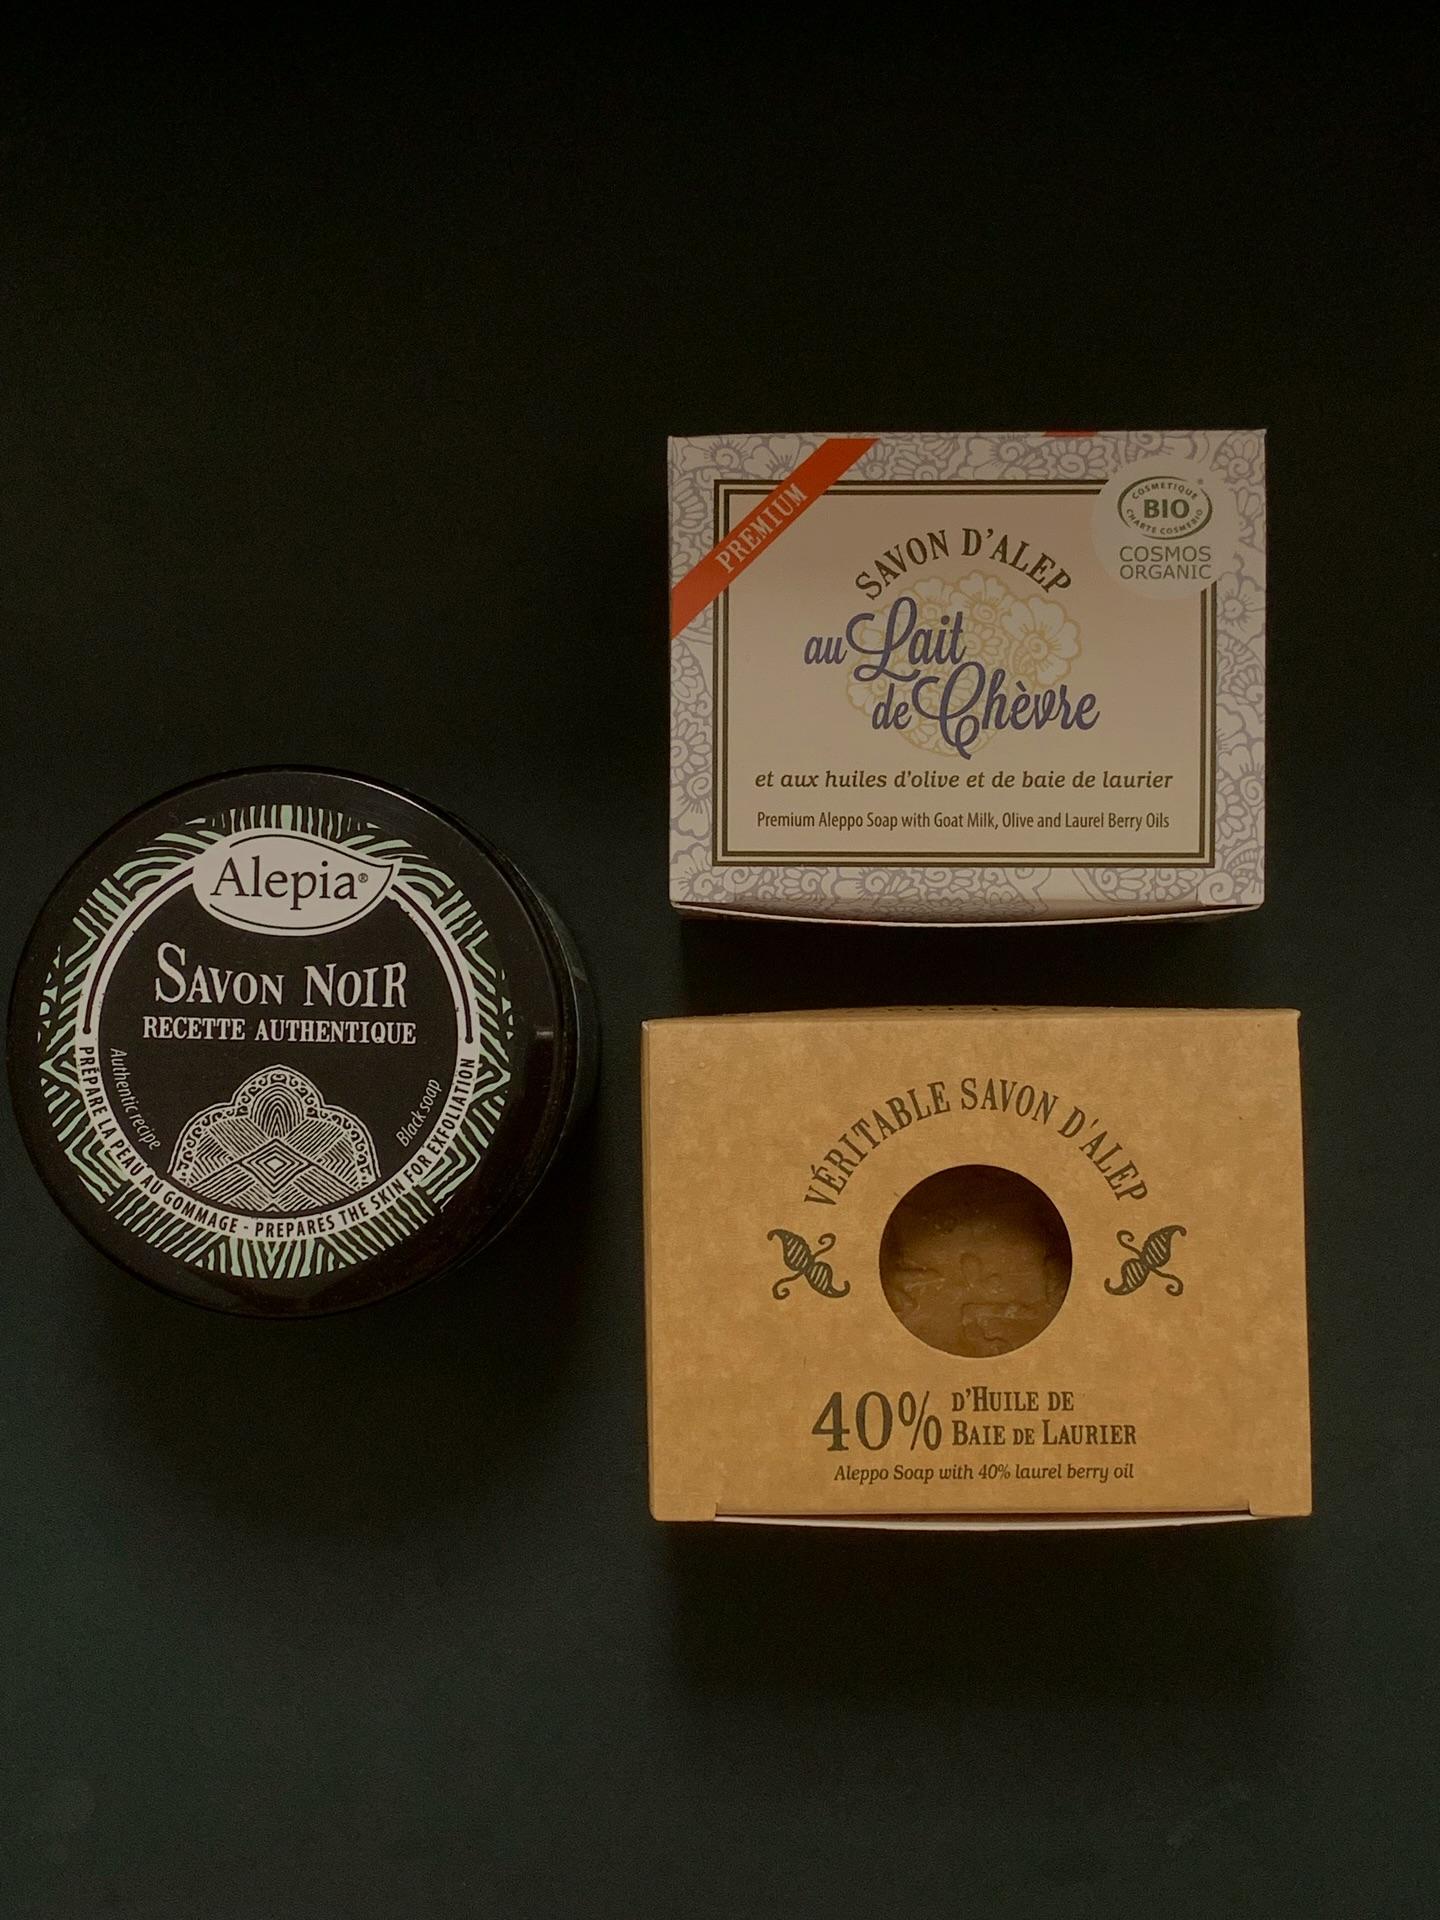 PREMIUM
COSMETIQUE
BIO
CHARTE COSMEBIO
COSMOS
ORGANIC
SAVON D'ALEP
au Lait
de Chèvre
et aux huiles d'olive et de baie de laurier
Premium Aleppo Soap with Goat Milk, Olive and Laurel Berry Oils
Alepia®
SAVON NOIR
RECETTE AUTHENTIQUE
Authentic recipe
Black soap
PRÉPARE LA PEAU AU GOMMAGE - PREPARES THE SKIN FOR EXFOLIATION
VÉRITABLE SAVON D'ALEP
40% D'HUILE DE
BAIE DE LAURIER
Aleppo Soap with 40% laurel berry oil